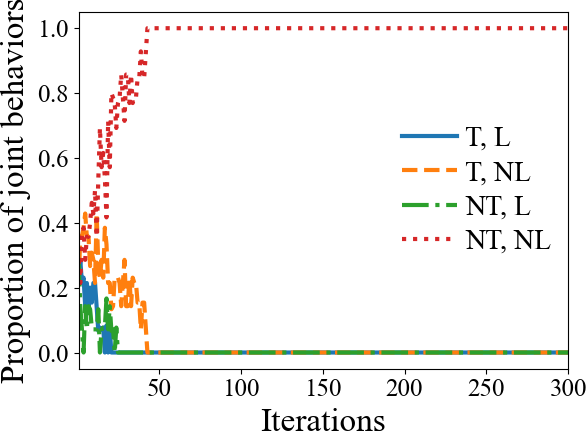 Proportion of joint behaviors
1.0
0.8
0.6
0.4
0.2
0.0
T, L
T, NL
NT, L
NT, NL
50
100
150
200
250
300
Iterations